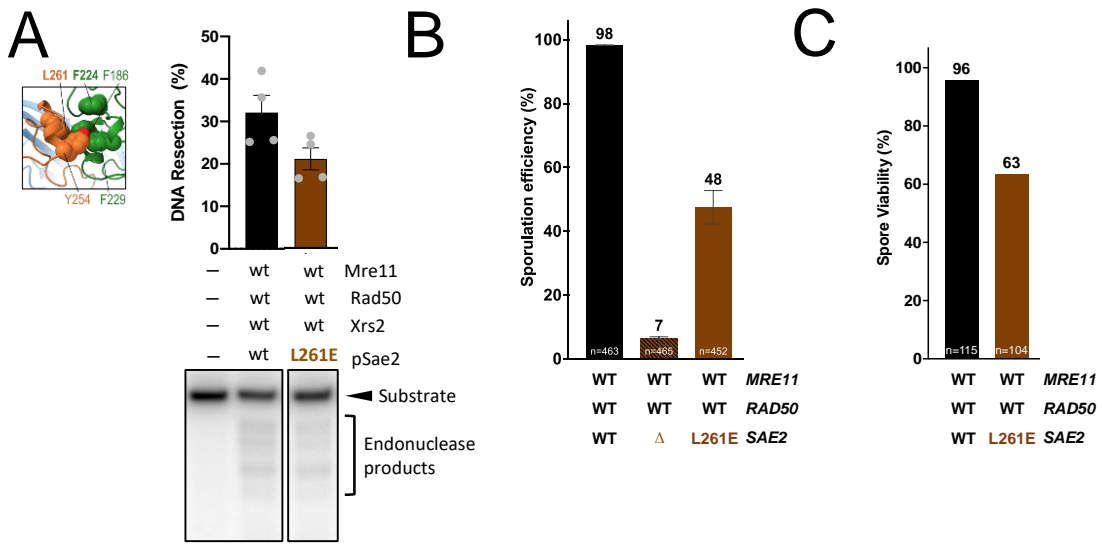 A
L261 F224 F186
Y254 F229
DNA Resection (%)
50
40
30
20
10
0
– wt wt Mre11
– wt wt Rad50
– wt wt Xrs2
– wt L261E pSae2
Substrate
Endonuclease
products
B
Sporulation efficiency (%)
100
80
60
40
20
0
98
7
48
n=463 n=465 n=452
WT WT WT MRE11
WT WT WT RAD50
WT Δ L261E SAE2
C
Spore Viability (%)
100
80
60
40
20
0
96
63
n=115 n=104
WT WT MRE11
WT WT RAD50
WT L261E SAE2